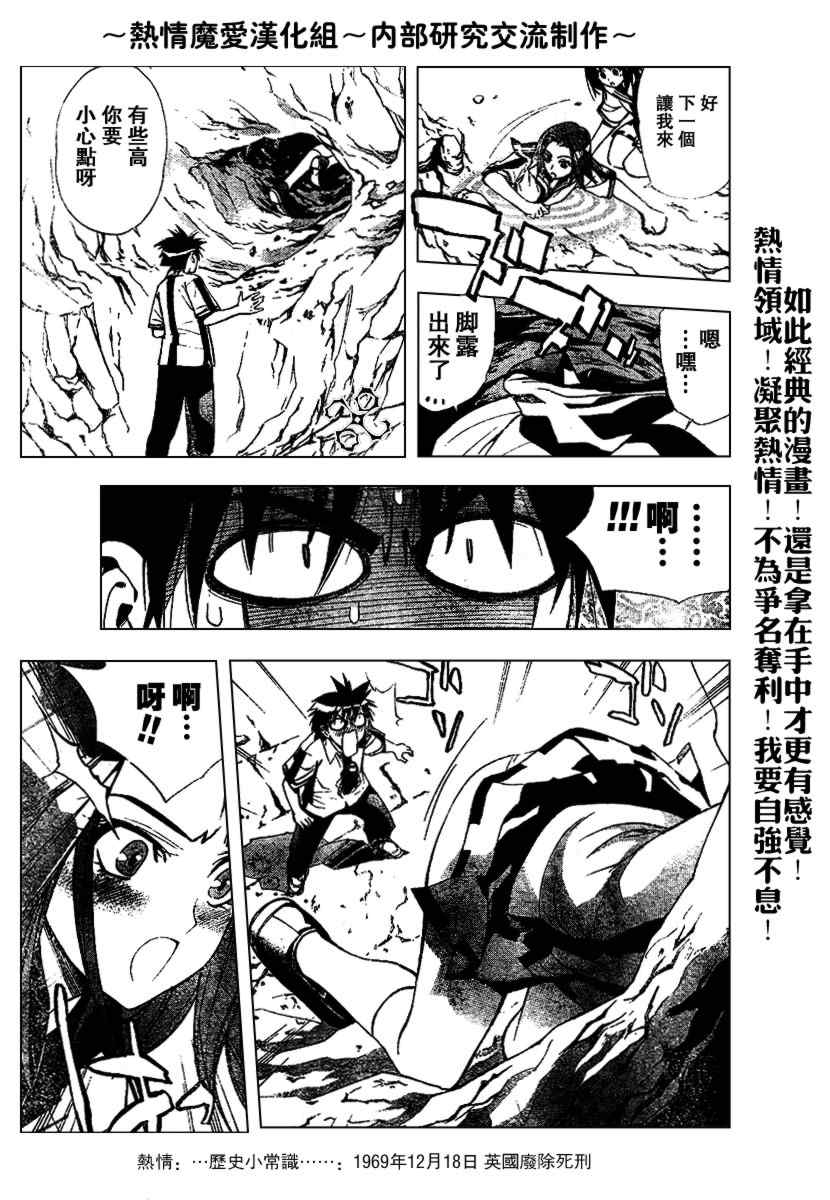 ～熱情魔愛漢化組～内部研究交流制作～
好
下一個
讓我來
嗯
…嘿…
脚露
出來了
…
有些高
你要
小心點呀
……
啊…
!!!
啊…
呀!!
如此經典的漫畫！還是拿在手中才更有感覺！
熱情領域！凝聚熱情！不為爭名奪利！我要自強不息！
熱情：…歷史小常識……：1969年12月18日 英國廢除死刑